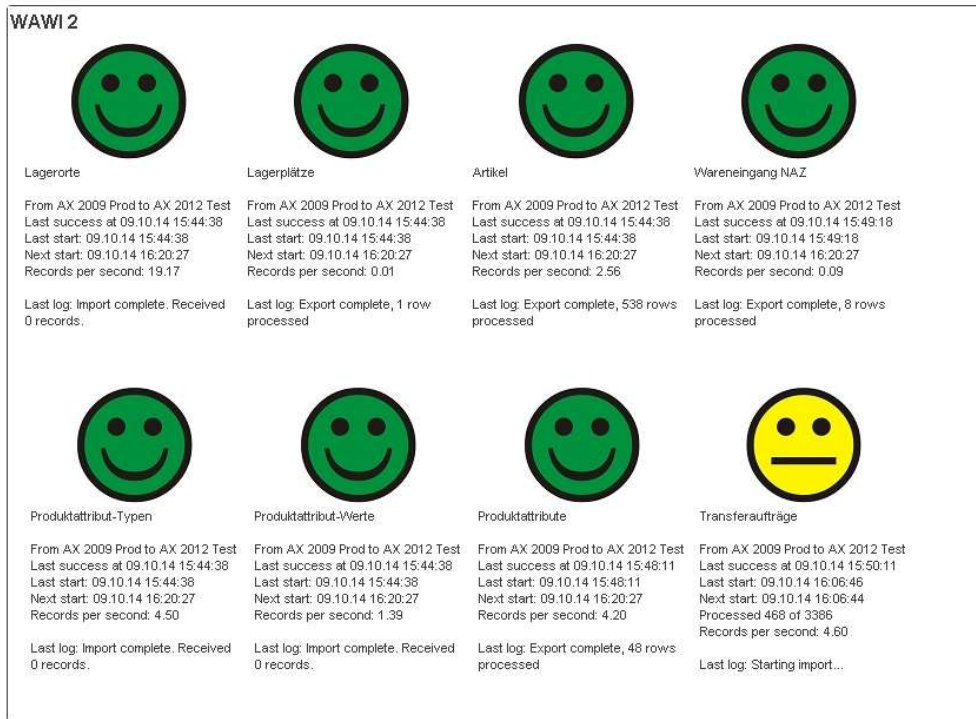 WAWI 2
Lagerorte
From AX 2009 Prod to AX 2012 Test
Last success at 09.10.14 15:44:38
Last start: 09.10.14 15:44:38
Next start: 09.10.14 16:20:27
Records per second: 19.17
Last log: Import complete. Received
0 records.
Lagerplätze
From AX 2009 Prod to AX 2012 Test
Last success at 09.10.14 15:44:38
Last start: 09.10.14 15:44:38
Next start: 09.10.14 16:20:27
Records per second: 0.01
Last log: Export complete, 1 row
processed
Artikel
From AX 2009 Prod to AX 2012 Test
Last success at 09.10.14 15:44:38
Last start: 09.10.14 15:44:38
Next start: 09.10.14 16:20:27
Records per second: 2.56
Last log: Export complete, 538 rows
processed
Wareneingang NAZ
From AX 2009 Prod to AX 2012 Test
Last success at 09.10.14 15:49:18
Last start: 09.10.14 15:49:18
Next start: 09.10.14 16:20:27
Records per second: 0.09
Last log: Export complete, 8 rows
processed
Produktattribut-Typen
From AX 2009 Prod to AX 2012 Test
Last success at 09.10.14 15:44:38
Last start: 09.10.14 15:44:38
Next start: 09.10.14 16:20:27
Records per second: 4.50
Last log: Import complete. Received
0 records.
Produktattribut-Werte
From AX 2009 Prod to AX 2012 Test
Last success at 09.10.14 15:44:38
Last start: 09.10.14 15:44:38
Next start: 09.10.14 16:20:27
Records per second: 1.39
Last log: Import complete. Received
0 records.
Produktattribute
From AX 2009 Prod to AX 2012 Test
Last success at 09.10.14 15:48:11
Last start: 09.10.14 15:48:11
Next start: 09.10.14 16:20:27
Records per second: 4.20
Last log: Export complete, 48 rows
processed
Transferaufträge
From AX 2009 Prod to AX 2012 Test
Last success at 09.10.14 15:50:11
Last start: 09.10.14 16:06:46
Next start: 09.10.14 16:06:44
Processed 468 of 3386
Records per second: 4.60
Last log: Starting import...